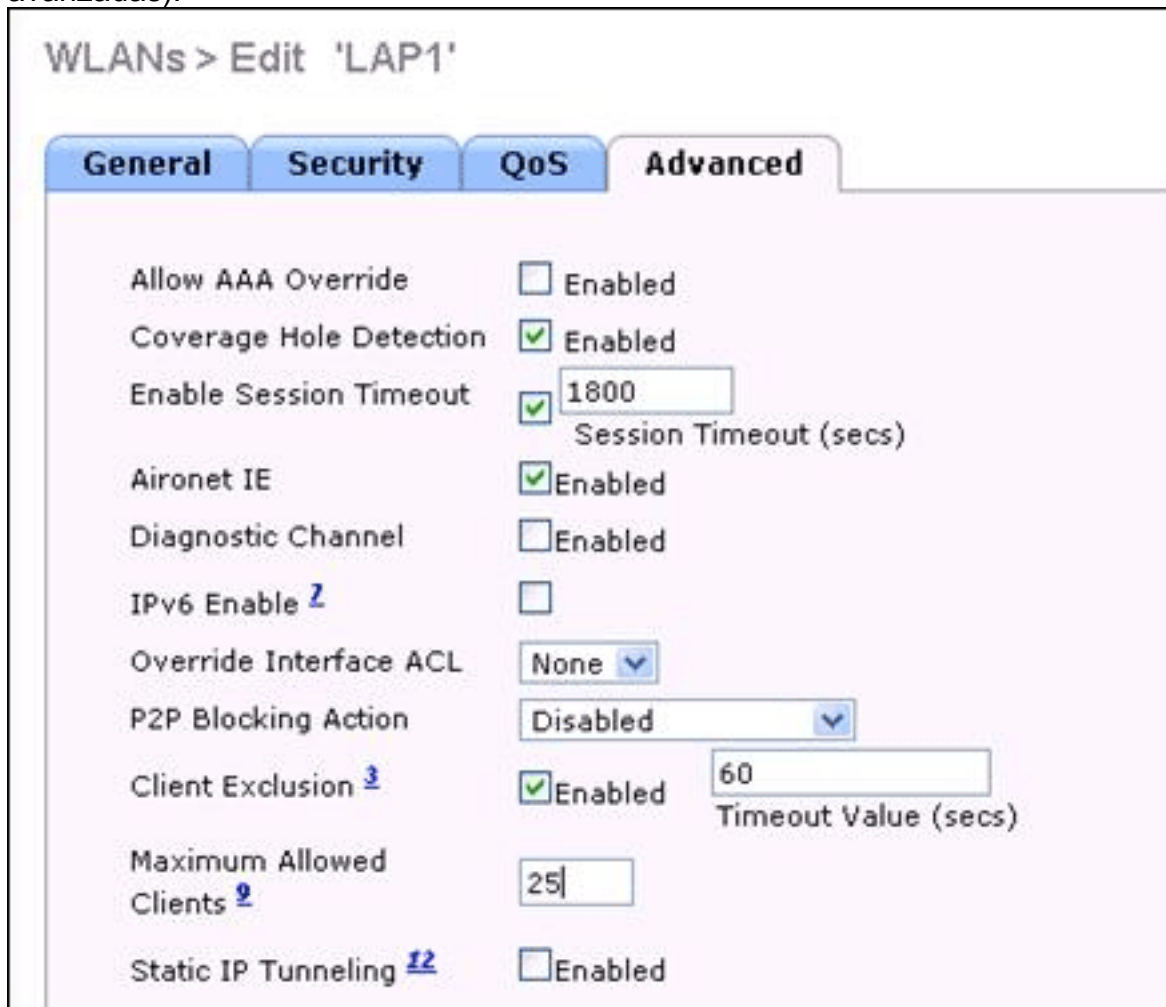 avanzadas).
WLANs > Edit 'LAP1'
General Security QoS Advanced
Allow AAA Override Enabled
Coverage Hole Detection Enabled
Enable Session Timeout 1800
Session Timeout (secs)
Aironet IE Enabled
Diagnostic Channel Enabled
IPv6 Enable 7
Override Interface ACL None
P2P Blocking Action Disabled
Client Exclusion 3 Enabled 60
Timeout Value (secs)
Maximum Allowed
Clients 9 25
Static IP Tunneling 12 Enabled